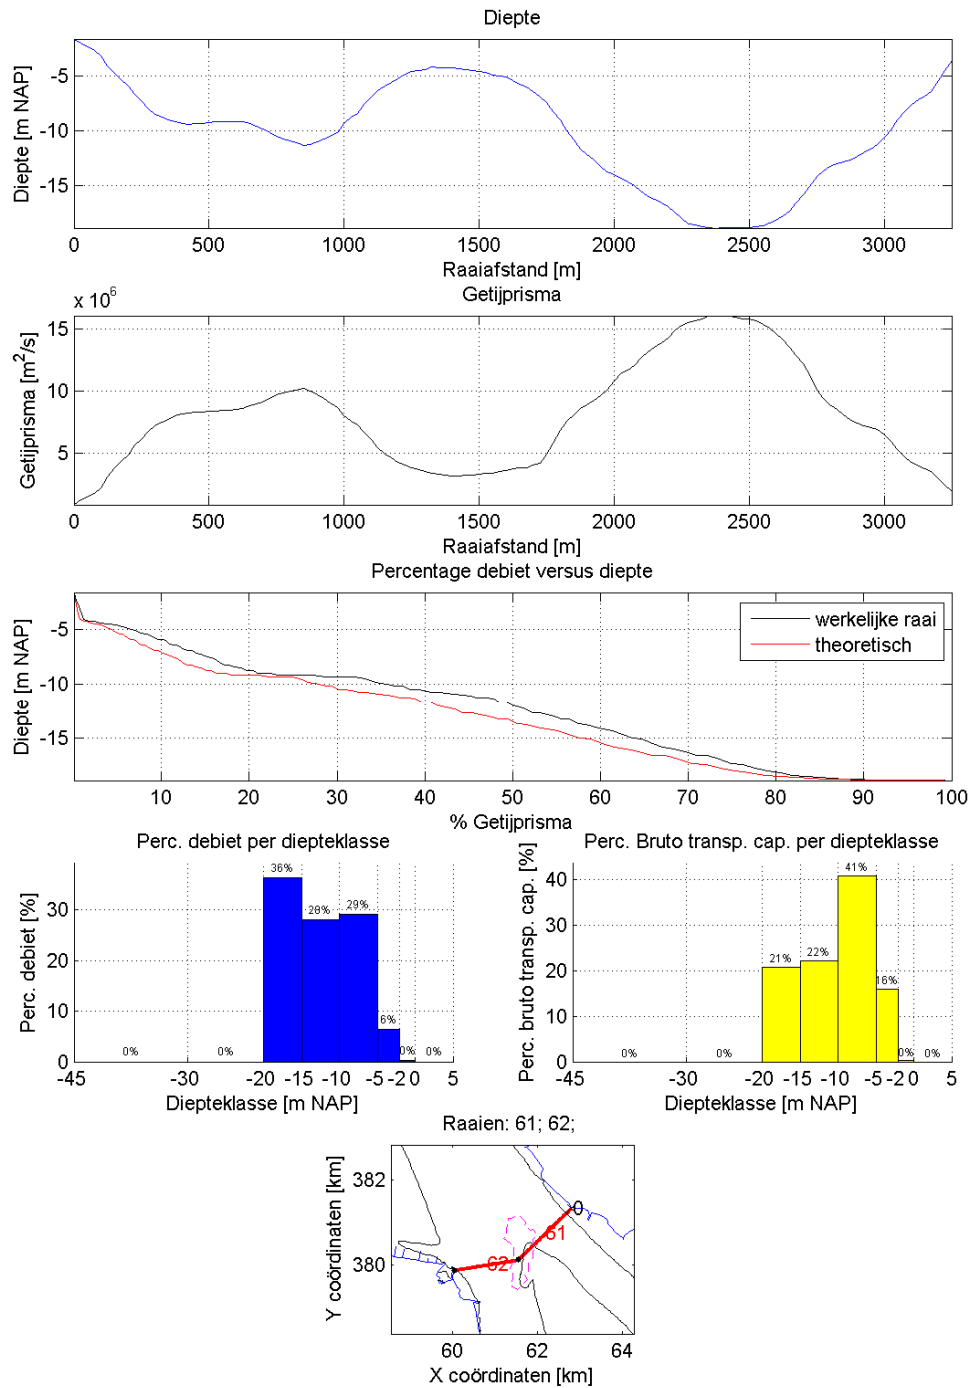 Diepte
Diepte [m NAP]
-5
-10
-15
0 500 1000 1500 2000 2500 3000
Raaiafstand [m]
Getijprisma
x 10^6
Getijprisma [m²/s]
15
10
5
0 500 1000 1500 2000 2500 3000
Raaiafstand [m]
Percentage debiet versus diepte
Diepte [m NAP]
-5
-10
-15
werkelijke raai
theoretisch
10 20 30 40 50 60 70 80 90 100
% Getijprisma
Perc. debiet per diepteklasse
Perc. debiet [%]
30
20
10
0
0% 0% 36% 28% 29% 6% 0% 0%
-45 -30 -20 -15 -10 -5 -2 0 5
Diepteklasse [m NAP]
Perc. Bruto transp. cap. per diepteklasse
Perc. bruto transp. cap. [%]
40
30
20
10
0
0% 0% 21% 22% 41% 16% 0% 0%
-45 -30 -20 -15 -10 -5 -2 0 5
Diepteklasse [m NAP]
Raaien: 61; 62;
Y coördinaten [km]
382
380
0
61
62
60 62 64
X coördinaten [km]